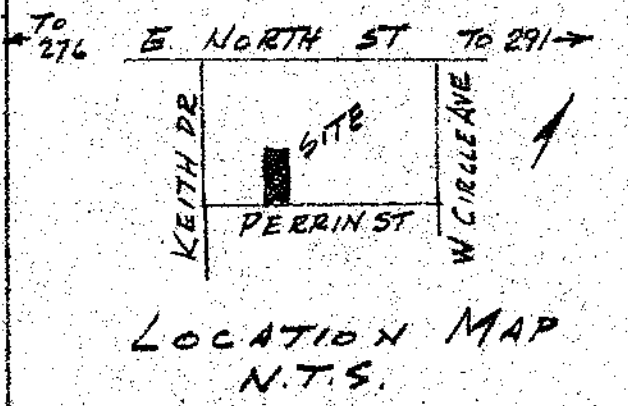 ← TO 276
E. NORTH ST
TO 291 →
KEITH DR
SITE
W CIRCLE AVE
PERRIN ST
LOCATION MAP
N.T.S.